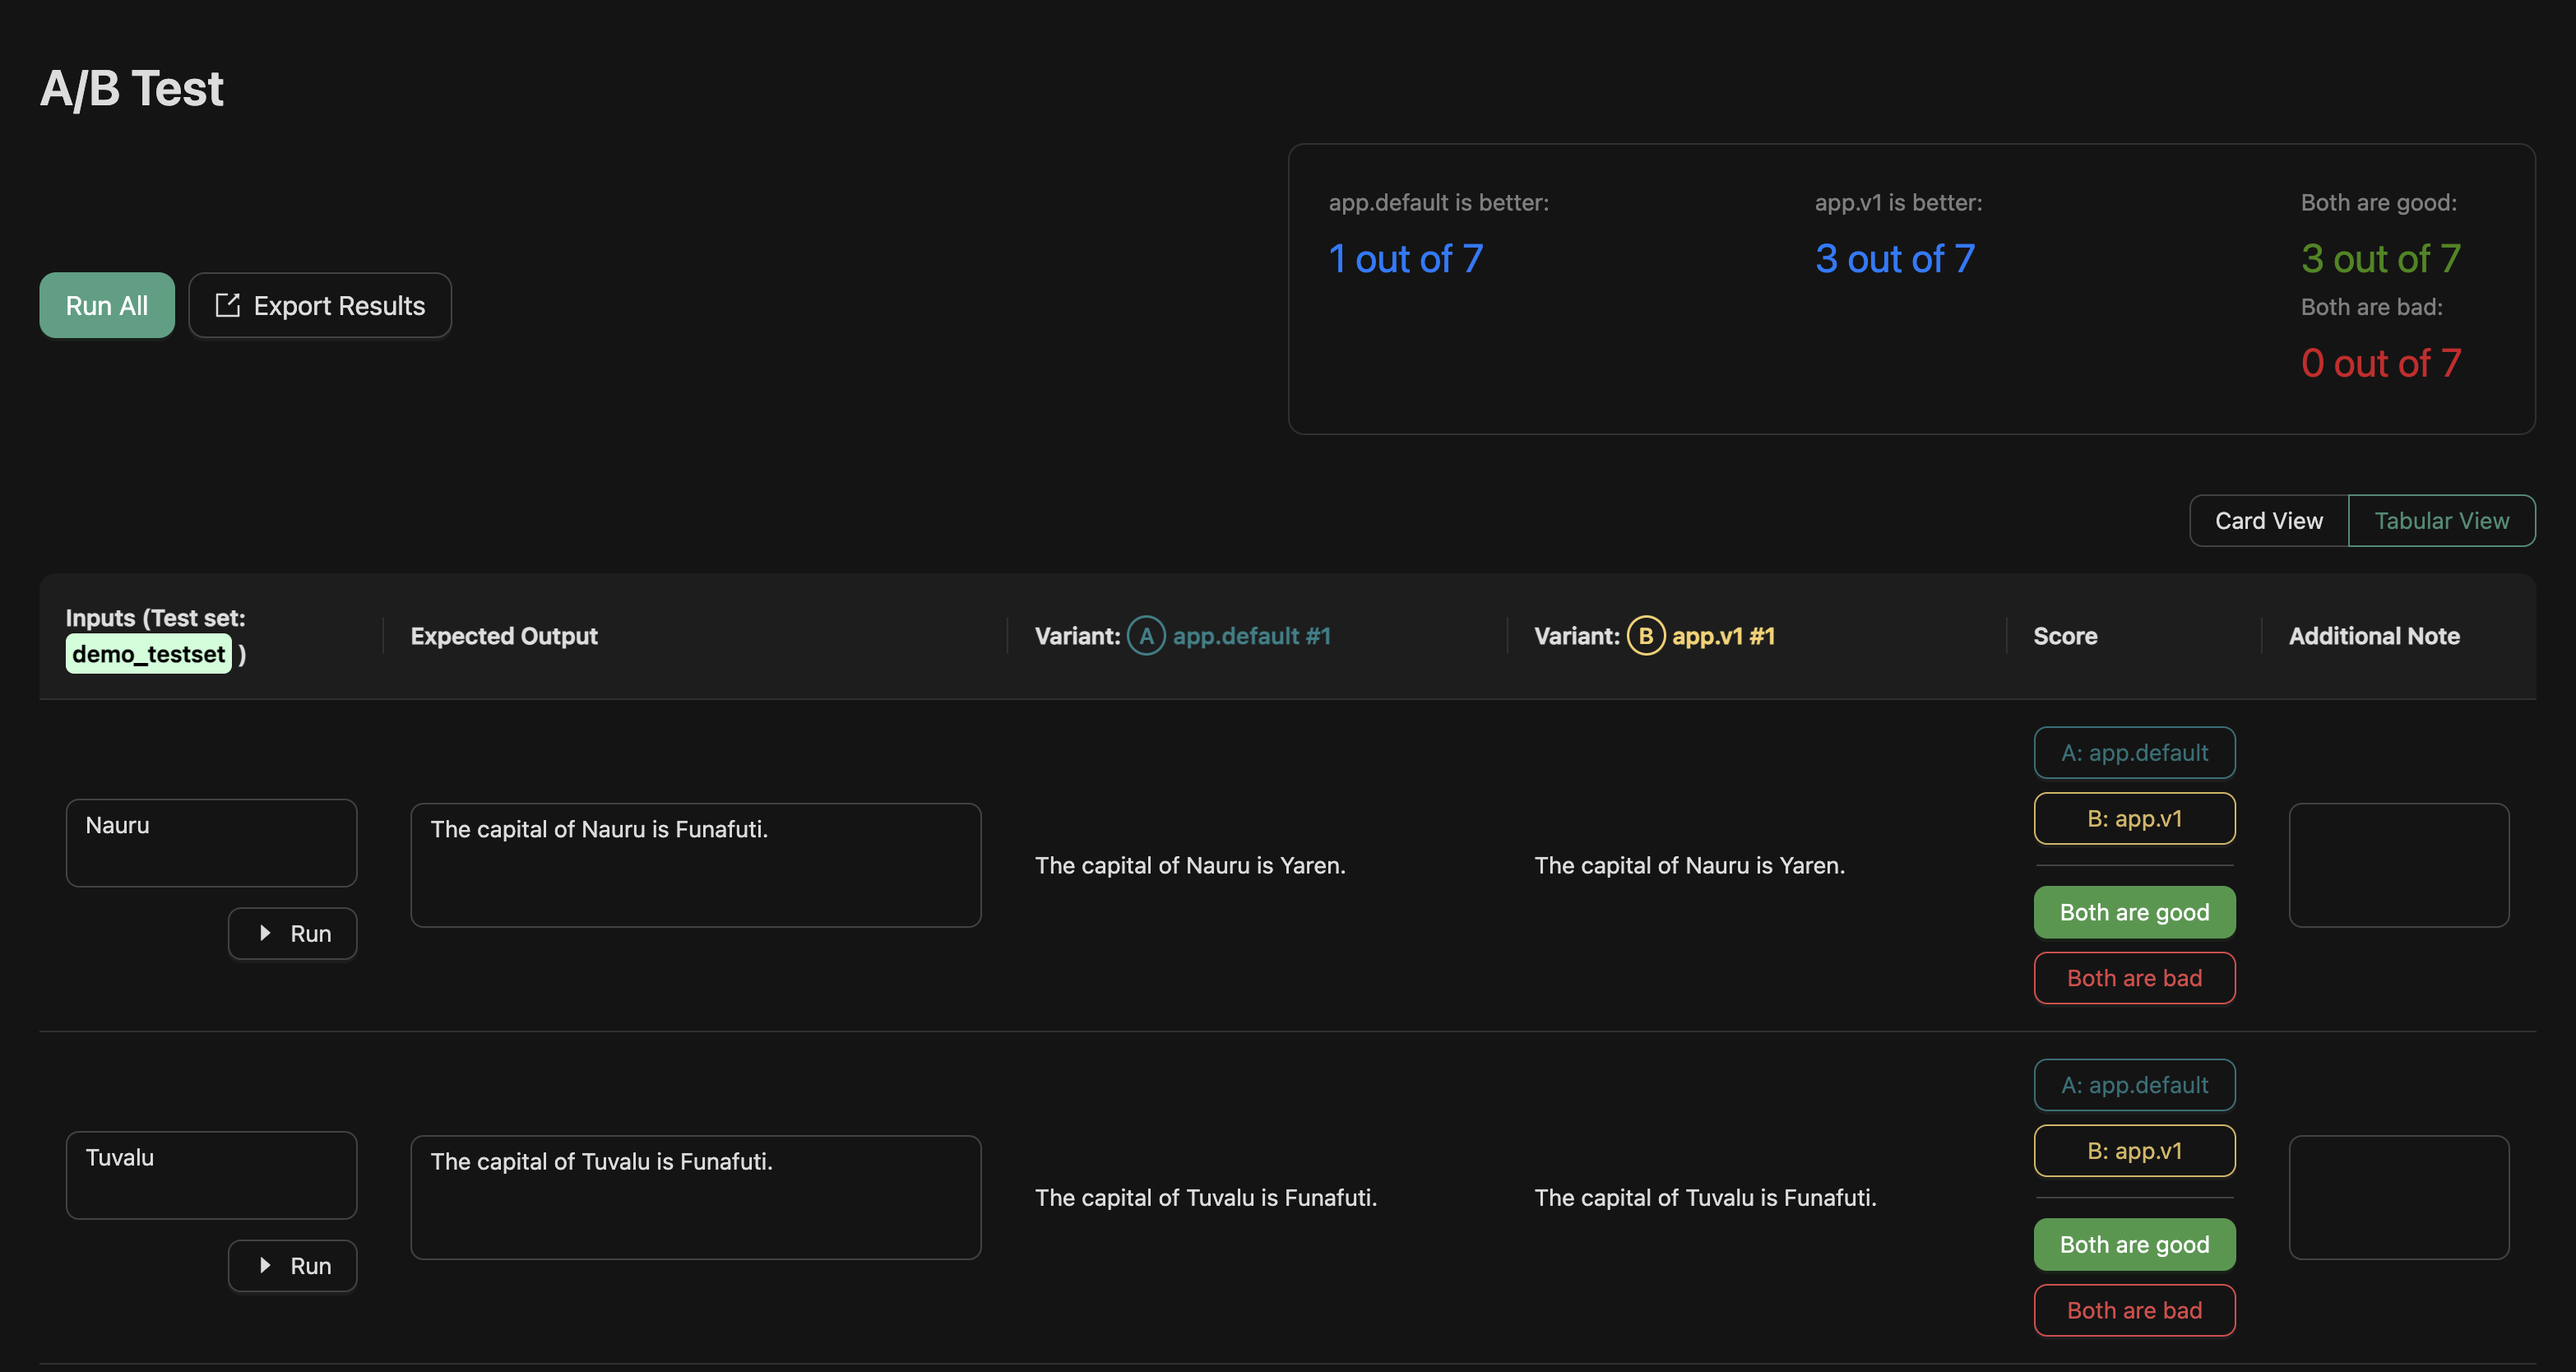 A/B Test
app.default is better:
1 out of 7
app.v1 is better:
3 out of 7
Both are good:
3 out of 7
Both are bad:
0 out of 7
Run All
Export Results
Card View
Tabular View
Inputs (Test set:
demo_testset )
Expected Output
Variant: A app.default #1
Variant: B app.v1 #1
Score
Additional Note
Nauru
Run
The capital of Nauru is Funafuti.
The capital of Nauru is Yaren.
The capital of Nauru is Yaren.
A: app.default
B: app.v1
Both are good
Both are bad
Tuvalu
Run
The capital of Tuvalu is Funafuti.
The capital of Tuvalu is Funafuti.
The capital of Tuvalu is Funafuti.
A: app.default
B: app.v1
Both are good
Both are bad